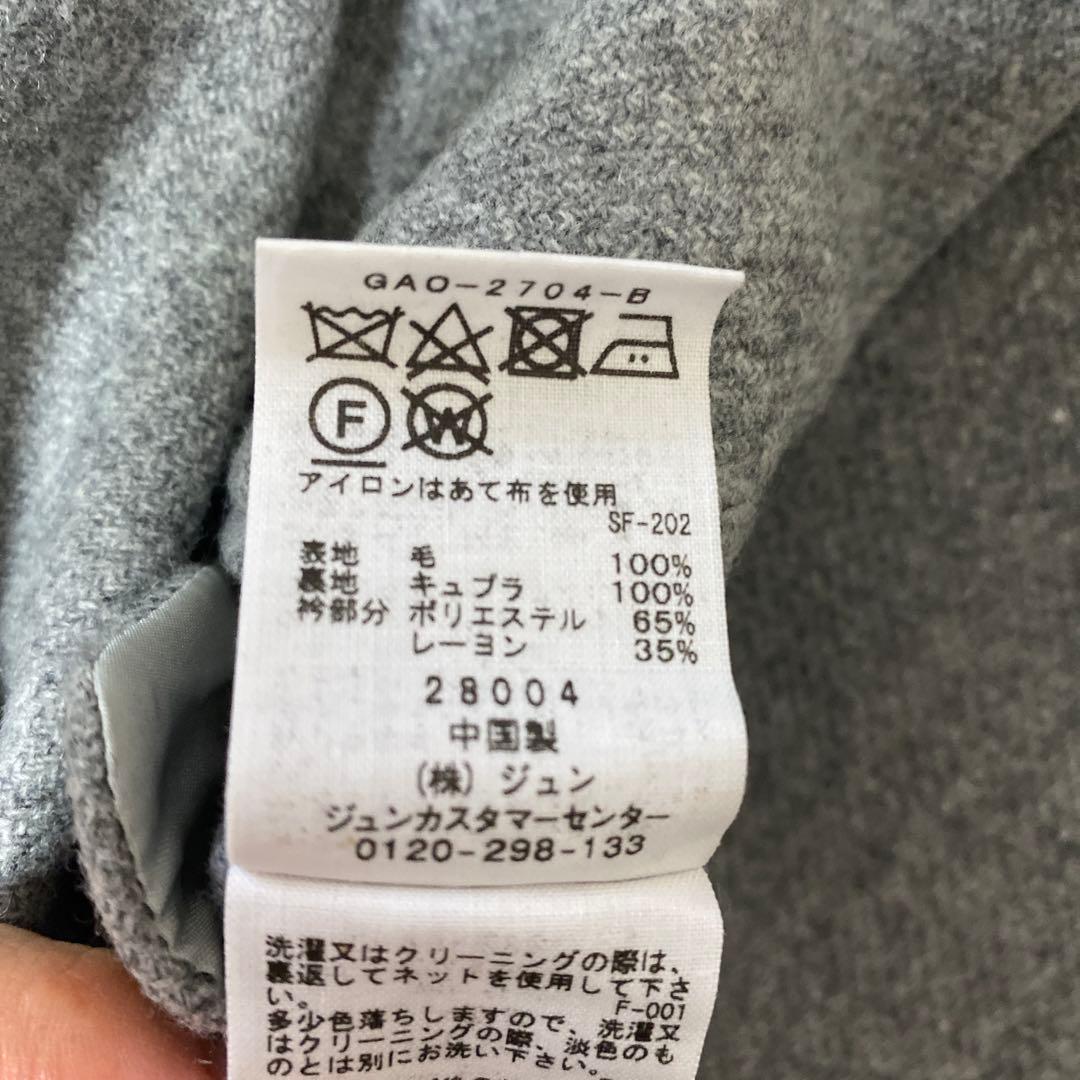 GAO-2704-B
F W
アイロンはあて布を使用
SF-202
表地 毛 100%
裏地 キュプラ 100%
衿部分 ポリエステル 65%
レーヨン 35%
28004
中国製
(株) ジュン
ジュンカスタマーセンター
0120-298-133
洗濯又はクリーニングの際は、
裏返してネットを使用して下さ
い。 F-001
多少色落ちしますので、洗濯又
はクリーニングの際、淡色のも
のとは別にお洗い下さい。